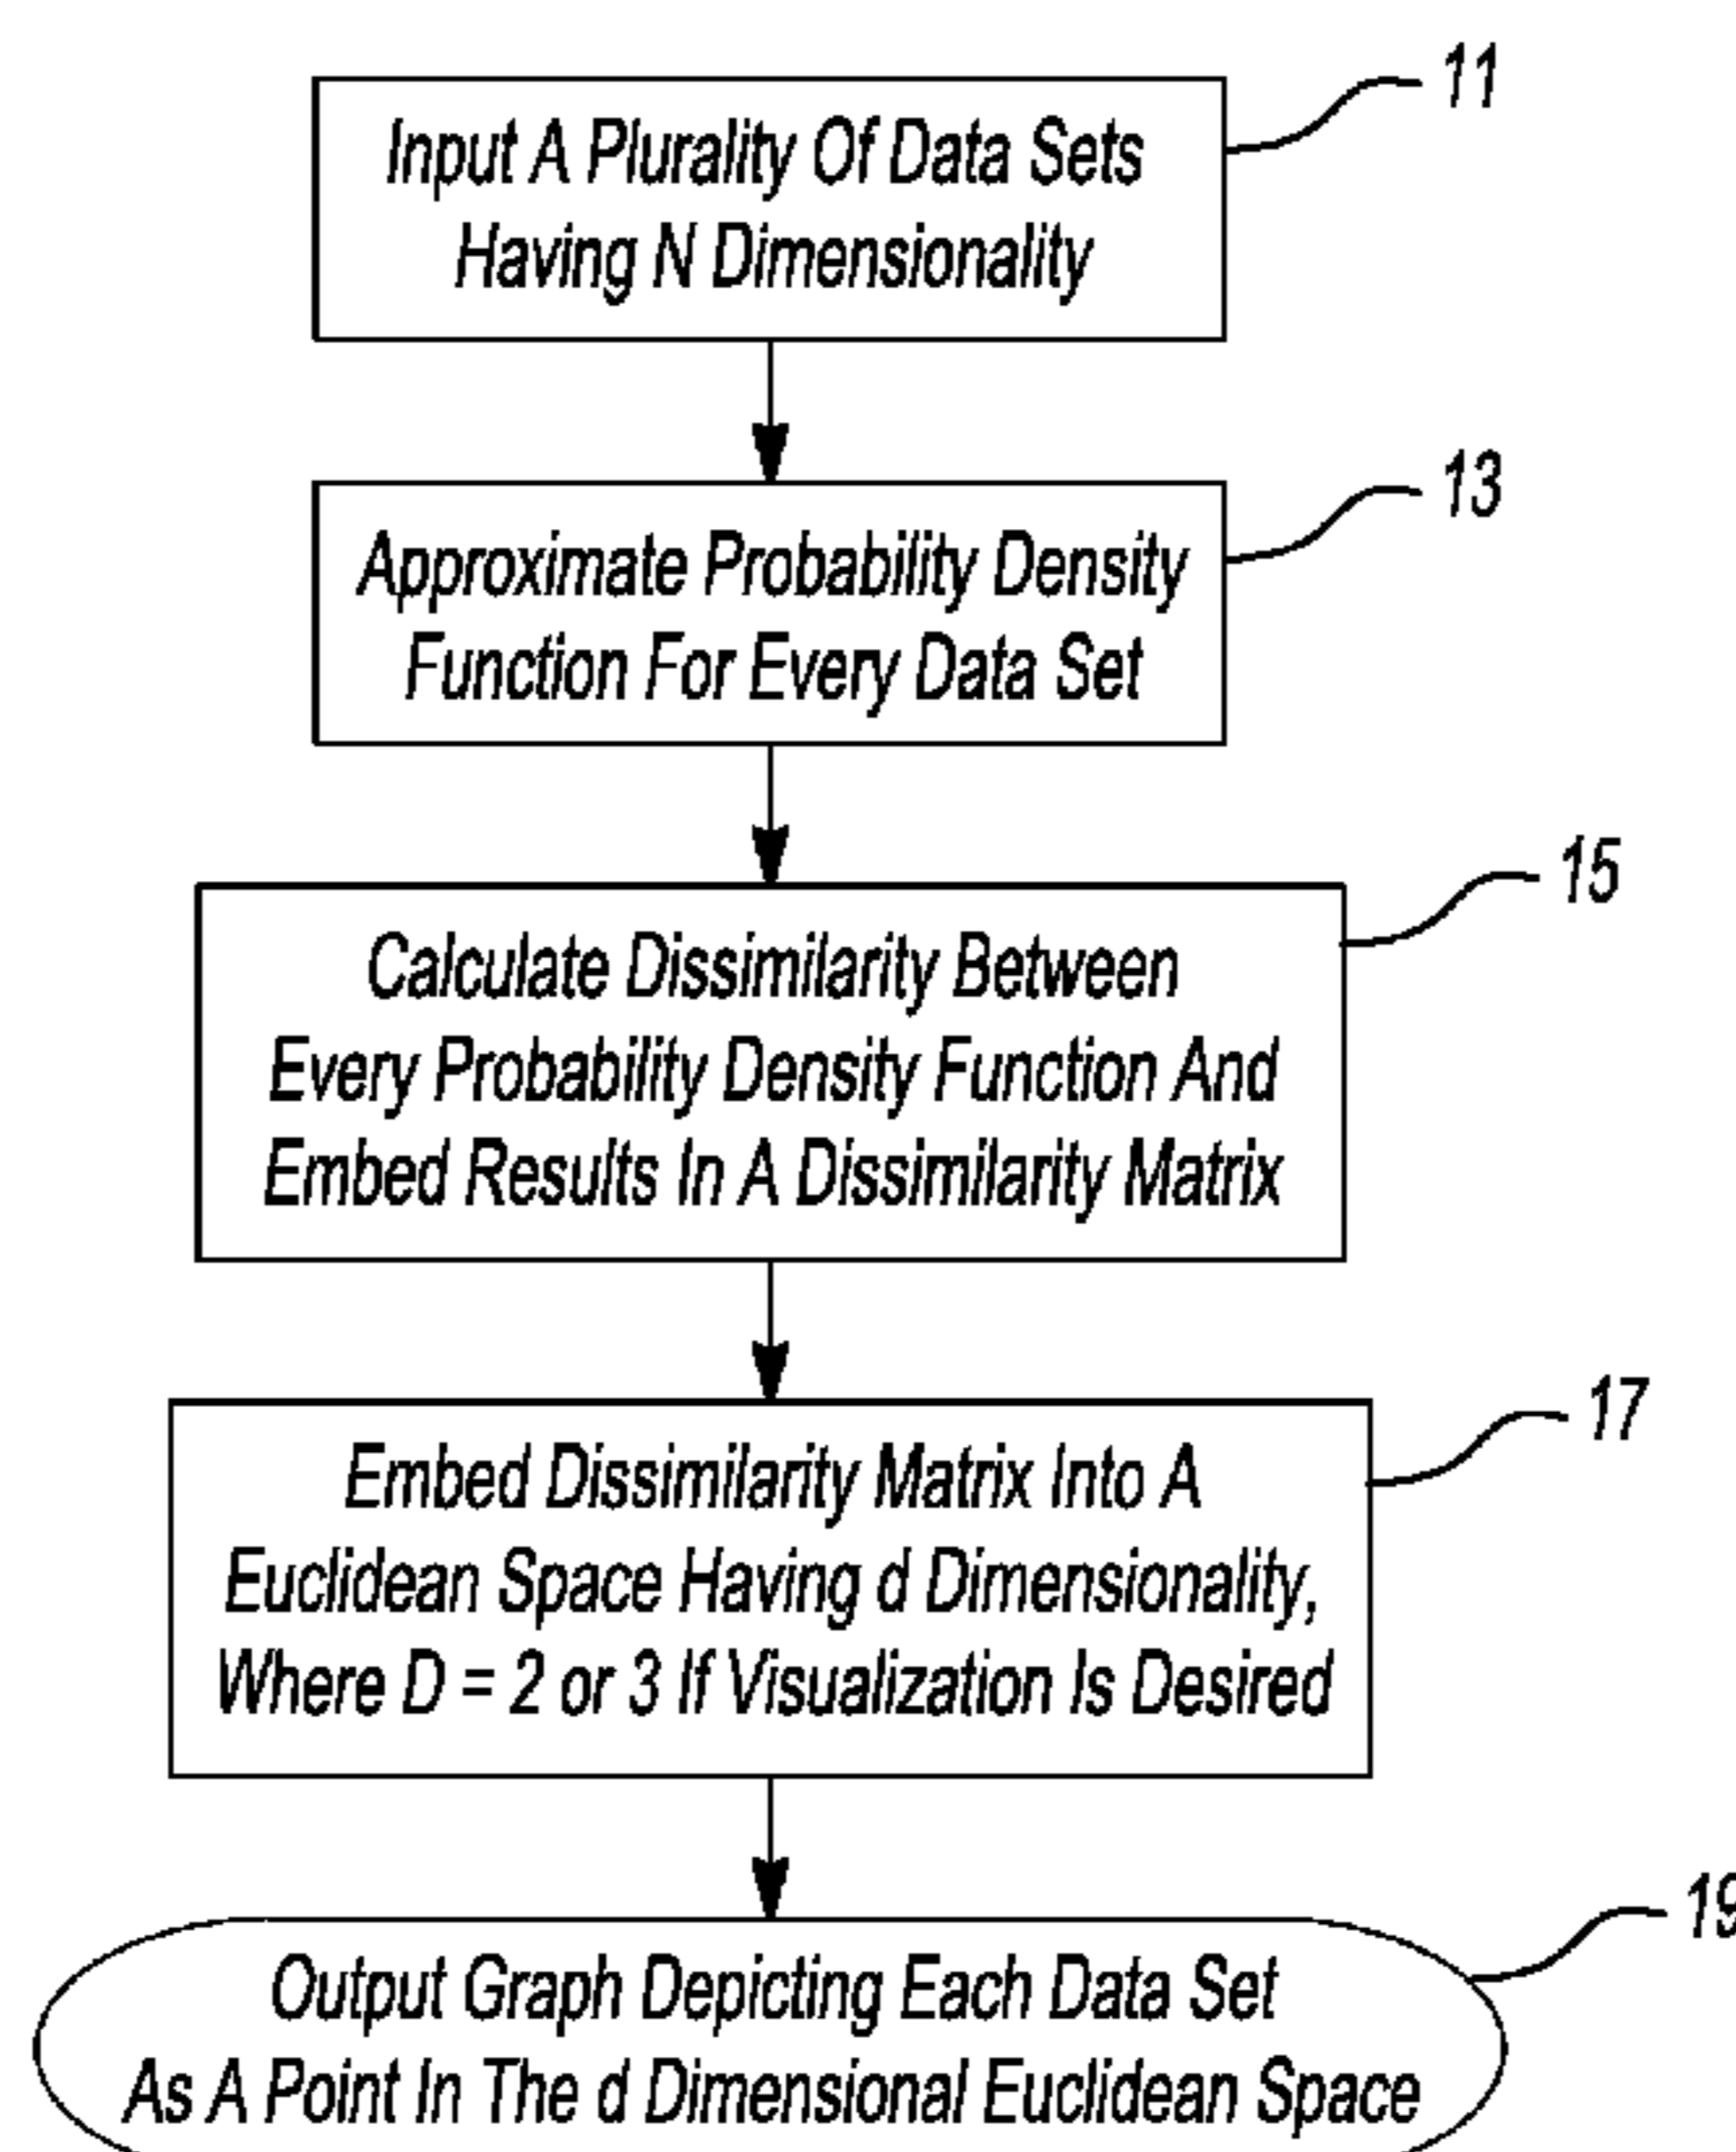 11
Input A Plurality Of Data Sets
Having N Dimensionality
13
Approximate Probability Density
Function For Every Data Set
15
Calculate Dissimilarity Between
Every Probability Density Function And
Embed Results In A Dissimilarity Matrix
17
Embed Dissimilarity Matrix Into A
Euclidean Space Having d Dimensionality,
Where D = 2 or 3 If Visualization Is Desired
19
Output Graph Depicting Each Data Set
As A Point In The d Dimensional Euclidean Space